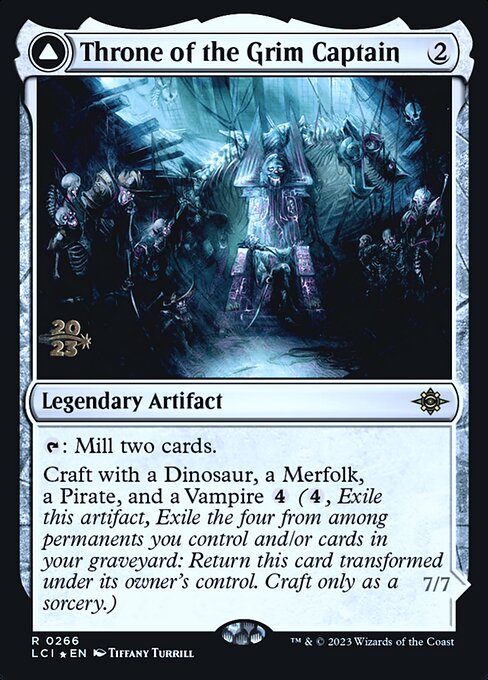 Throne of the Grim Captain 2
20
23
Legendary Artifact
: Mill two cards.
Craft with a Dinosaur, a Merfolk,
a Pirate, and a Vampire 4 (4, Exile
this artifact, Exile the four from among
permanents you control and/or cards in
your graveyard: Return this card transformed
under its owner's control. Craft only as a
sorcery.)
7/7
R 0266
LCI ★ EN Tiffany Turrill
™ & © 2023 Wizards of the Coast